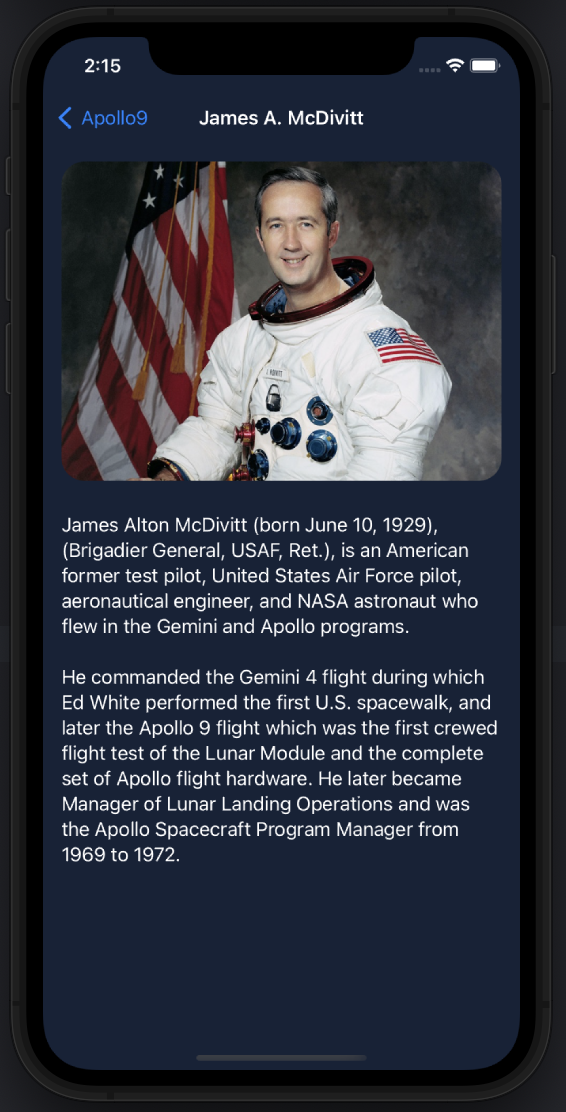 2:15
Apollo9
James A. McDivitt
James Alton McDivitt (born June 10, 1929),
(Brigadier General, USAF, Ret.), is an American
former test pilot, United States Air Force pilot,
aeronautical engineer, and NASA astronaut who
flew in the Gemini and Apollo programs.
He commanded the Gemini 4 flight during which
Ed White performed the first U.S. spacewalk, and
later the Apollo 9 flight which was the first crewed
flight test of the Lunar Module and the complete
set of Apollo flight hardware. He later became
Manager of Lunar Landing Operations and was
the Apollo Spacecraft Program Manager from
1969 to 1972.